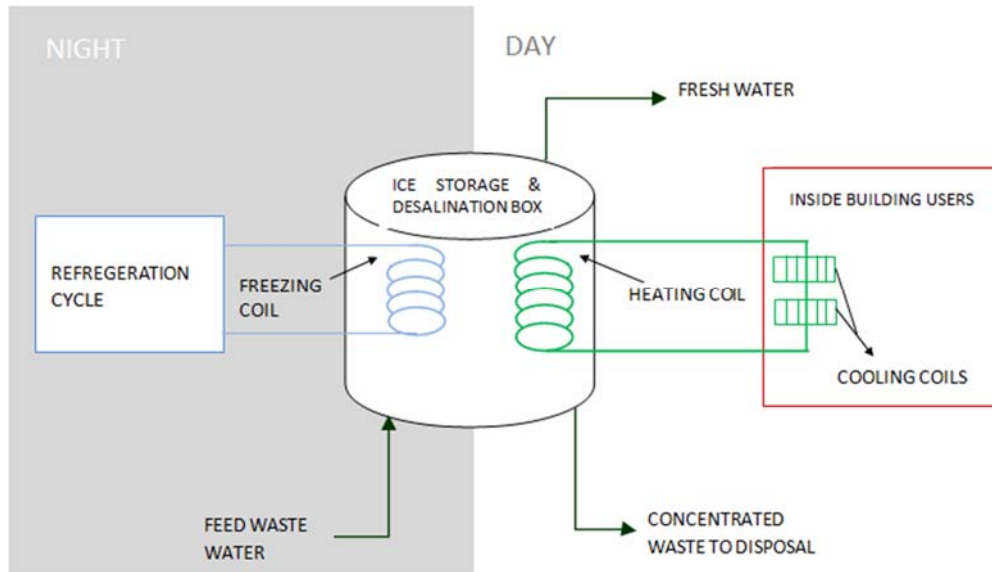 NIGHT
DAY
FRESH WATER
ICE STORAGE &
DESALINATION BOX
INSIDE BUILDING USERS
REFREGERATION
CYCLE
FREEZING
COIL
HEATING COIL
COOLING COILS
FEED WASTE
WATER
CONCENTRATED
WASTE TO DISPOSAL